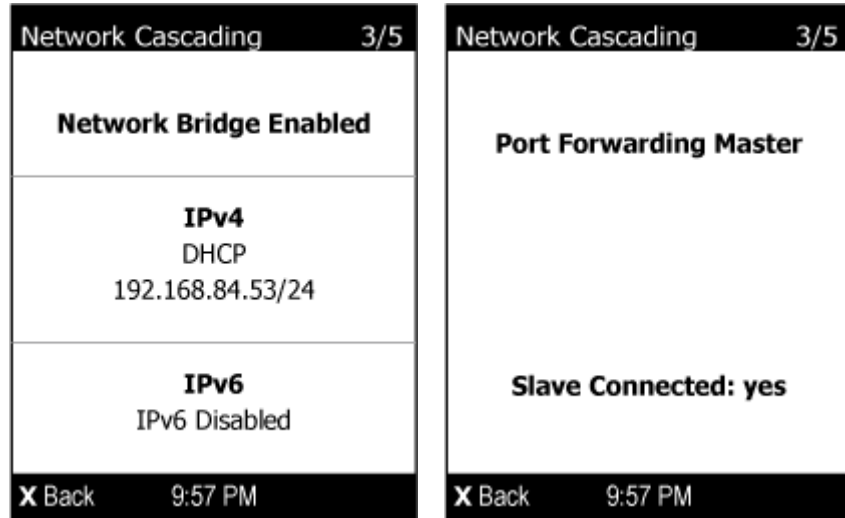 Network Cascading 3/5
Network Bridge Enabled
IPv4
DHCP
192.168.84.53/24
IPv6
IPv6 Disabled
X Back 9:57 PM
Network Cascading 3/5
Port Forwarding Master
Slave Connected: yes
X Back 9:57 PM